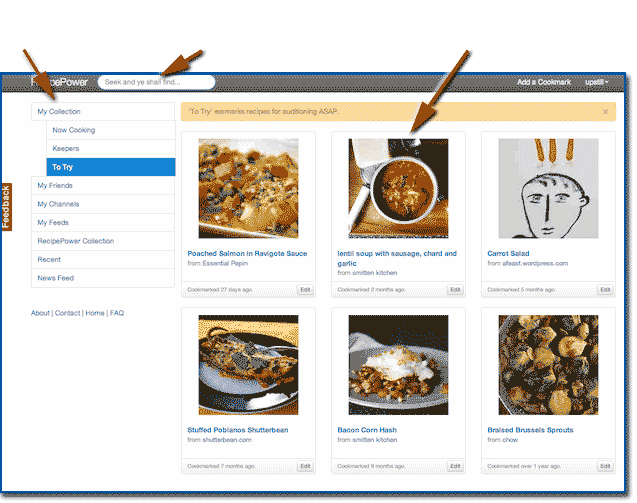 RecipePower
Seek and ye shall find...
Add a Cookmark
upstill
My Collection
Now Cooking
Keepers
To Try
My Friends
My Channels
My Feeds
RecipePower Collection
Recent
News Feed
About | Contact | Home | FAQ
Feedback
'To Try' earmarks recipes for auditioning ASAP.
×
Poached Salmon in Ravigote Sauce
from Essential Pepin
Cookmarked 27 days ago.
Edit
lentil soup with sausage, chard and
garlic
from smitten kitchen
Cookmarked 2 months ago.
Edit
Carrot Salad
from afeast.wordpress.com
Cookmarked 5 months ago.
Edit
Stuffed Poblanos Shutterbean
from shutterbean.com
Cookmarked 7 months ago.
Edit
Bacon Corn Hash
from smitten kitchen
Cookmarked 9 months ago.
Edit
Braised Brussels Sprouts
from chow
Cookmarked over 1 year ago.
Edit